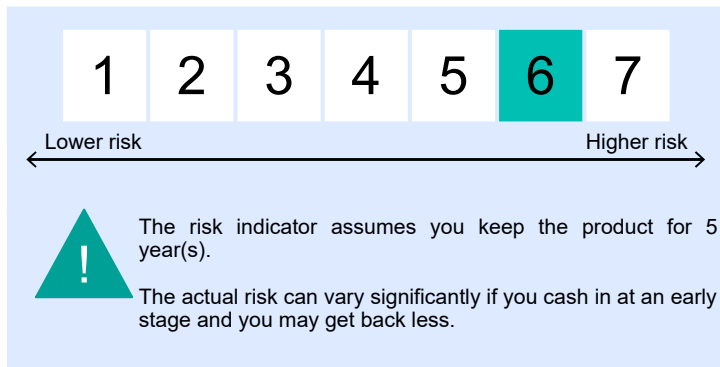 1 2 3 4 5 6 7
Lower risk Higher risk
!
The risk indicator assumes you keep the product for 5
year(s).
The actual risk can vary significantly if you cash in at an early
stage and you may get back less.